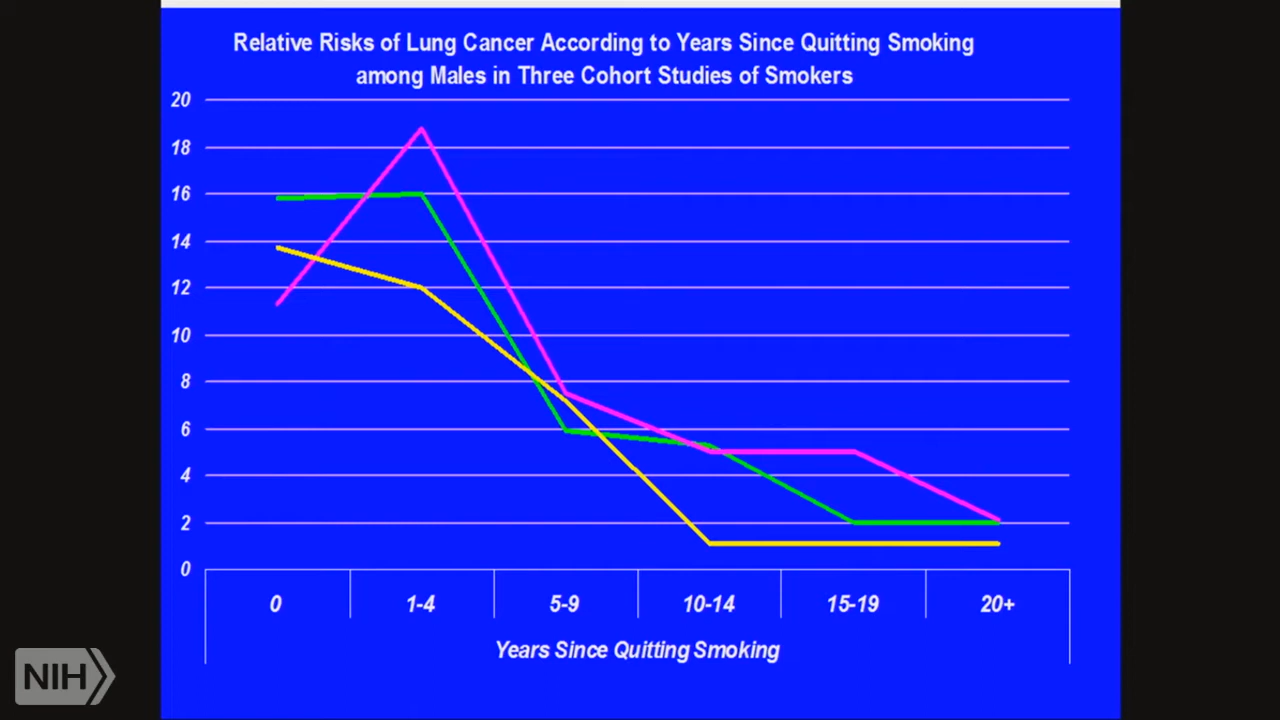 Relative Risks of Lung Cancer According to Years Since Quitting Smoking
among Males in Three Cohort Studies of Smokers
20
18
16
14
12
10
8
6
4
2
0
0 1-4 5-9 10-14 15-19 20+
Years Since Quitting Smoking
NIH